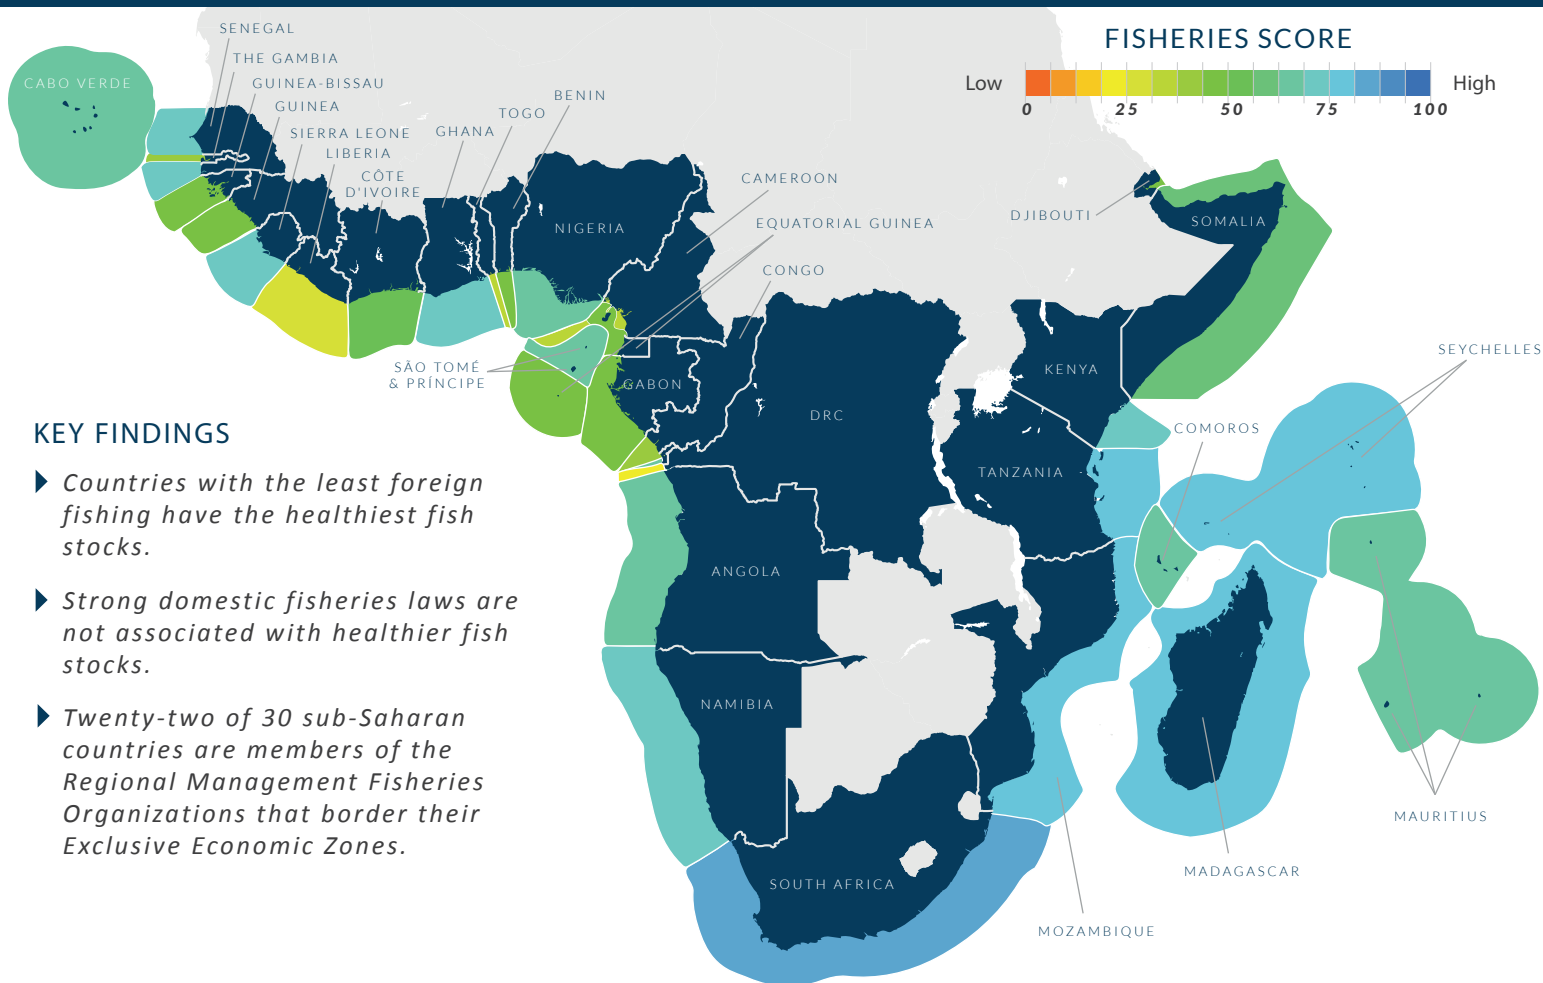 FISHERIES SCORE
Low
High
0
25
50
75
100
SENEGAL
THE GAMBIA
GUINEA-BISSAU
GUINEA
SIERRA LEONE
LIBERIA
CÔTE
D'IVOIRE
GHANA
TOGO
BENIN
CABO VERDE
NIGERIA
CAMEROON
EQUATORIAL GUINEA
CONGO
DJIBOUTI
SOMALIA
SÃO TOMÉ
& PRÍNCIPE
GABON
DRC
KENYA
SEYCHELLES
COMOROS
TANZANIA
ANGOLA
NAMIBIA
SOUTH AFRICA
MAURITIUS
MADAGASCAR
MOZAMBIQUE
KEY FINDINGS
Countries with the least foreign
fishing have the healthiest fish
stocks.
Strong domestic fisheries laws are
not associated with healthier fish
stocks.
Twenty-two of 30 sub-Saharan
countries are members of the
Regional Management Fisheries
Organizations that border their
Exclusive Economic Zones.